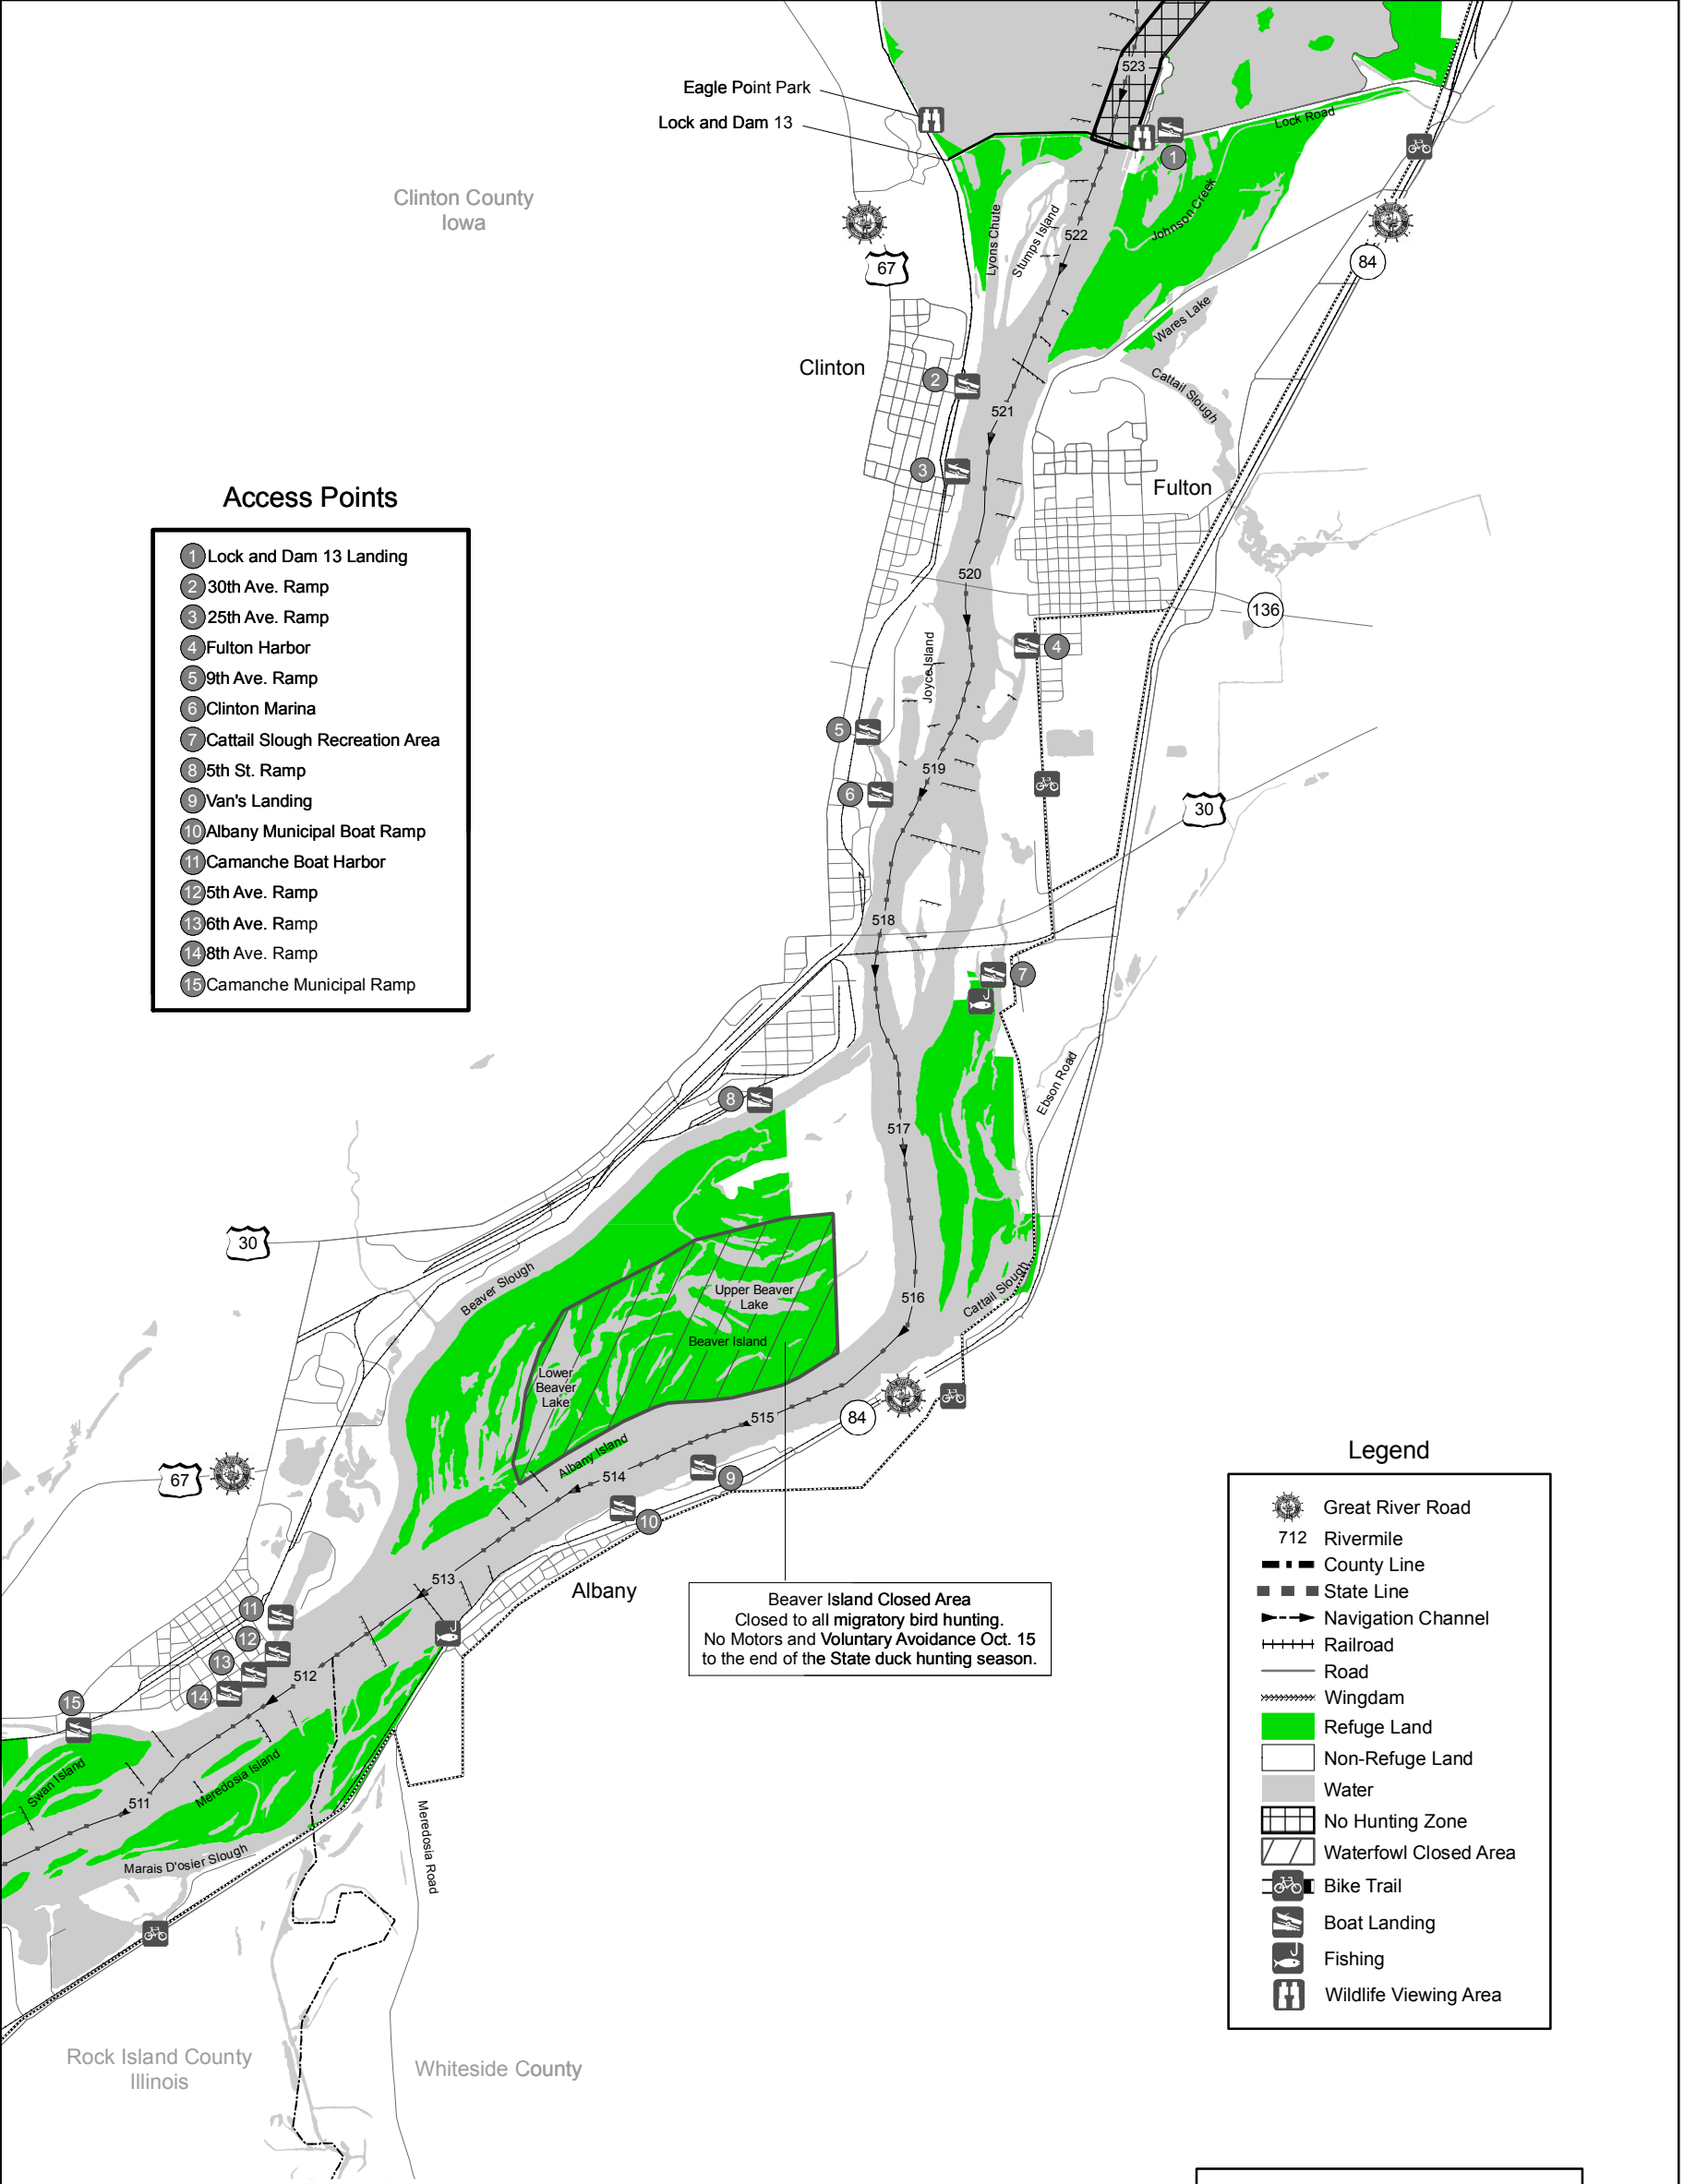 523
Eagle Point Park
Lock and Dam 13
Lock Road
1
Clinton County
Iowa
Johnson Creek
Lyons Chute
Stumps Island
522
84
67
Wares Lake
Clinton
Cattail Slough
2
521
3
Fulton
Access Points
1 Lock and Dam 13 Landing
2 30th Ave. Ramp
3 25th Ave. Ramp
4 Fulton Harbor
5 9th Ave. Ramp
6 Clinton Marina
7 Cattail Slough Recreation Area
8 5th St. Ramp
9 Van's Landing
10 Albany Municipal Boat Ramp
11 Camanche Boat Harbor
12 5th Ave. Ramp
13 6th Ave. Ramp
14 8th Ave. Ramp
15 Camanche Municipal Ramp
520
136
4
Joyce Island
5
519
6
30
518
7
Ebson Road
8
517
30
Beaver Slough
Upper Beaver
Lake
516
Cattail Slough
Beaver Island
Lower
Beaver
Lake
515
84
Albany Island
514
67
9
10
513
Albany
Beaver Island Closed Area
Closed to all migratory bird hunting.
No Motors and Voluntary Avoidance Oct. 15
to the end of the State duck hunting season.
11
12
13
512
14
15
Swan Island
Meredosia Island
511
Meredosia Road
Marais D'osier Slough
Rock Island County
Illinois
Whiteside County
Legend
Great River Road
712 Rivermile
County Line
State Line
Navigation Channel
Railroad
Road
Wingdam
Refuge Land
Non-Refuge Land
Water
No Hunting Zone
Waterfowl Closed Area
Bike Trail
Boat Landing
Fishing
Wildlife Viewing Area